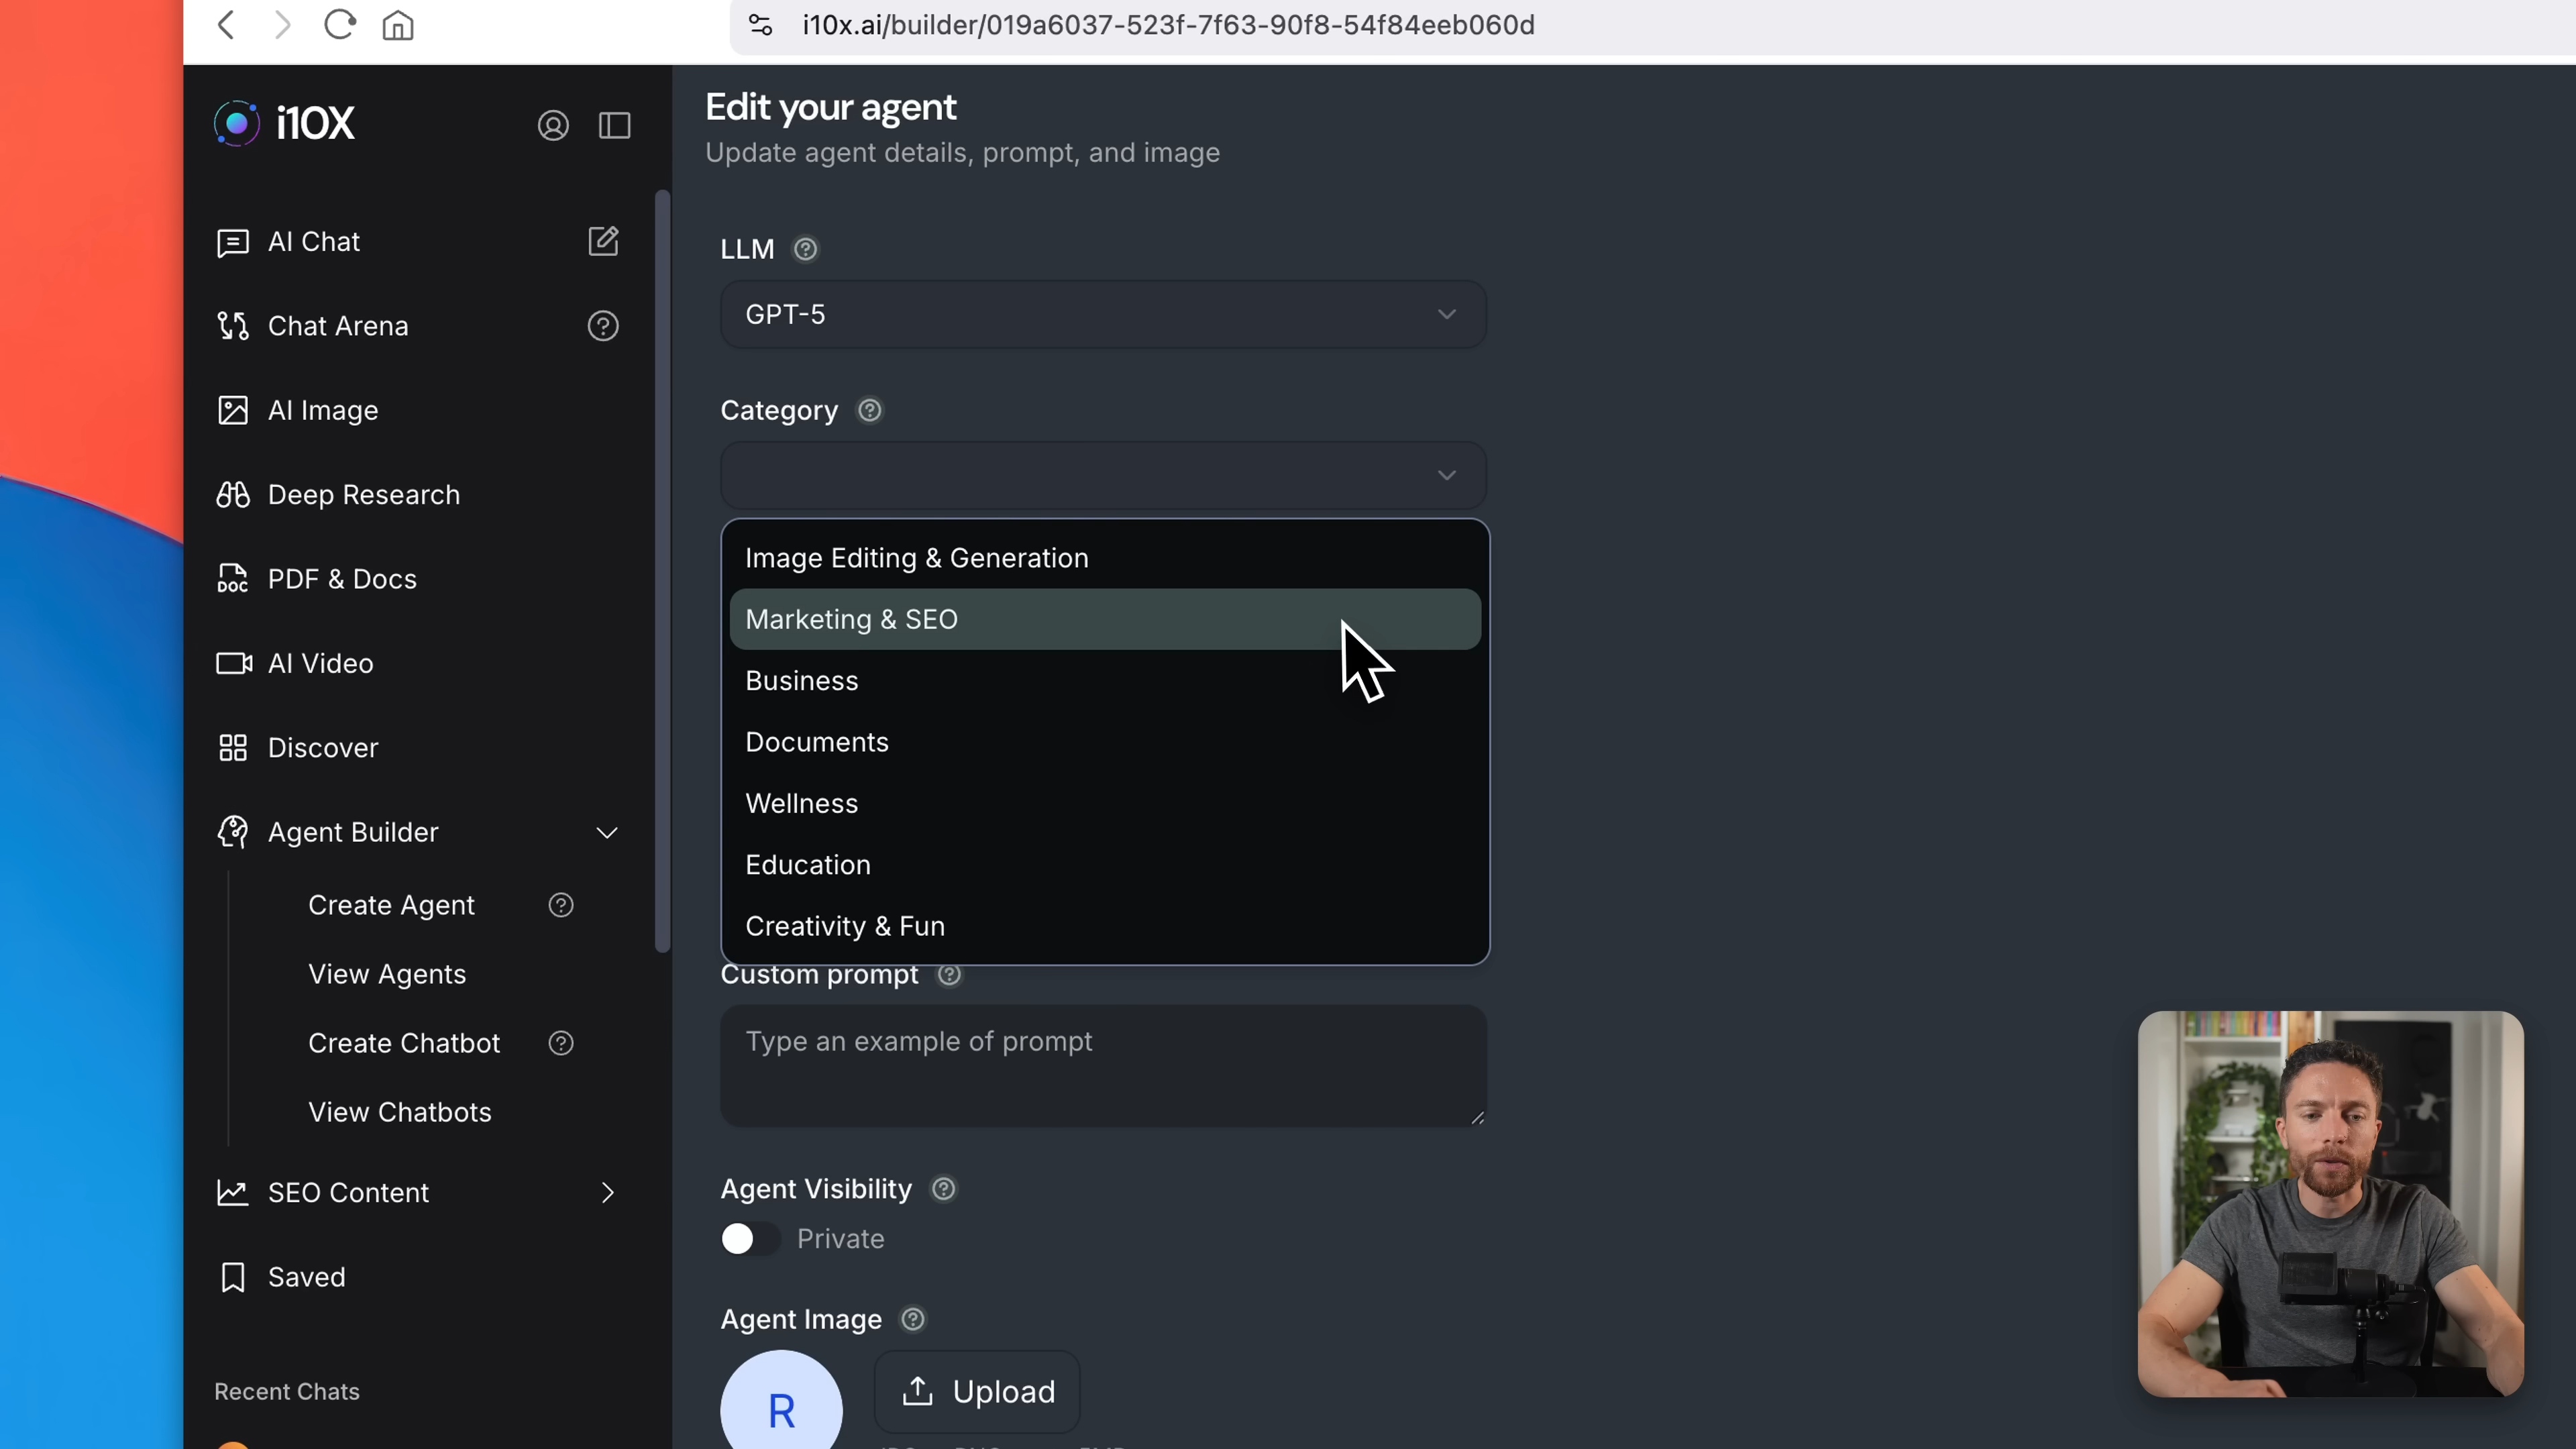 i10x.ai/builder/019a6037-523f-7f63-90f8-54f84eeb060d
i10X
AI Chat
Chat Arena
AI Image
Deep Research
DOC
PDF & Docs
AI Video
Discover
Agent Builder
Create Agent
View Agents
Create Chatbot
View Chatbots
SEO Content
Saved
Recent Chats
Edit your agent
Update agent details, prompt, and image
LLM
GPT-5
Category
Image Editing & Generation
Marketing & SEO
Business
Documents
Wellness
Education
Creativity & Fun
Custom prompt
Type an example of prompt
Agent Visibility
Private
Agent Image
R
Upload